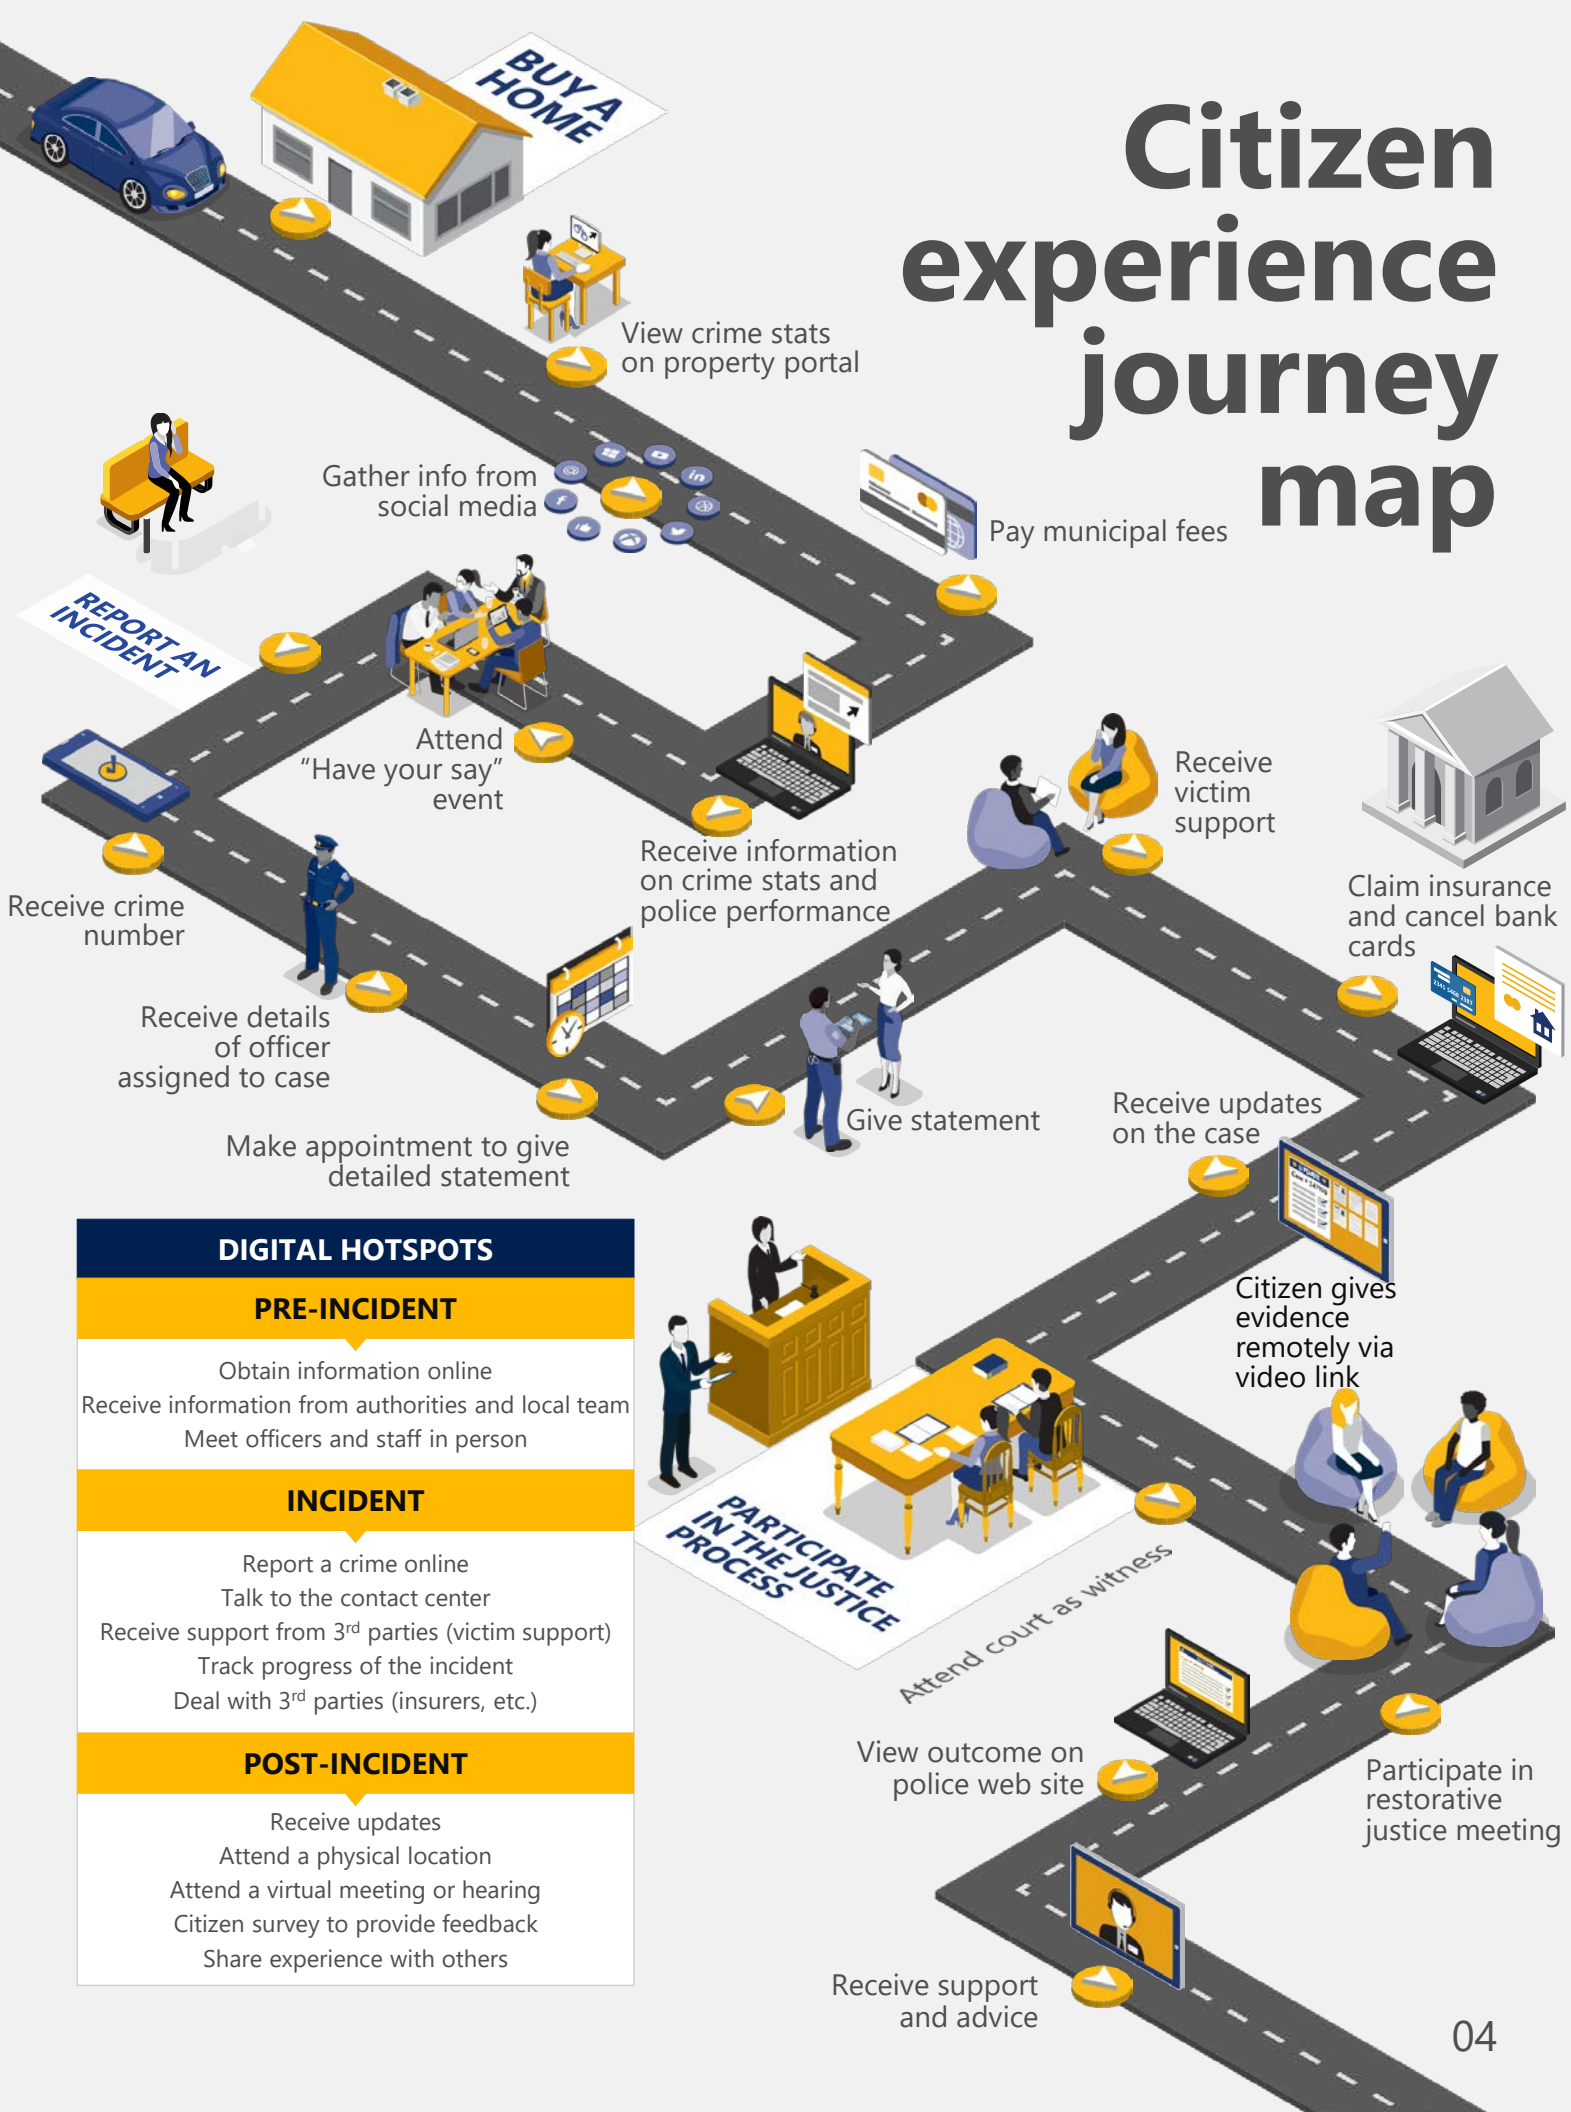 Citizen
experience
journey
map
BUY A
HOME
View crime stats
on property portal
Gather info from
social media
Pay municipal fees
REPORT AN
INCIDENT
Attend
“Have your say”
event
Receive information
on crime stats and
police performance
Receive
victim
support
Claim insurance
and cancel bank
cards
Receive crime
number
Receive details
of officer
assigned to case
Make appointment to give
detailed statement
Give statement
Receive updates
on the case
Citizen gives
evidence
remotely via
video link
PARTICIPATE
IN THE JUSTICE
PROCESS
Attend court as witness
View outcome on
police web site
Participate in
restorative
justice meeting
Receive support
and advice
DIGITAL HOTSPOTS
PRE-INCIDENT
Obtain information online
Receive information from authorities and local team
Meet officers and staff in person
INCIDENT
Report a crime online
Talk to the contact center
Receive support from 3rd parties (victim support)
Track progress of the incident
Deal with 3rd parties (insurers, etc.)
POST-INCIDENT
Receive updates
Attend a physical location
Attend a virtual meeting or hearing
Citizen survey to provide feedback
Share experience with others
04